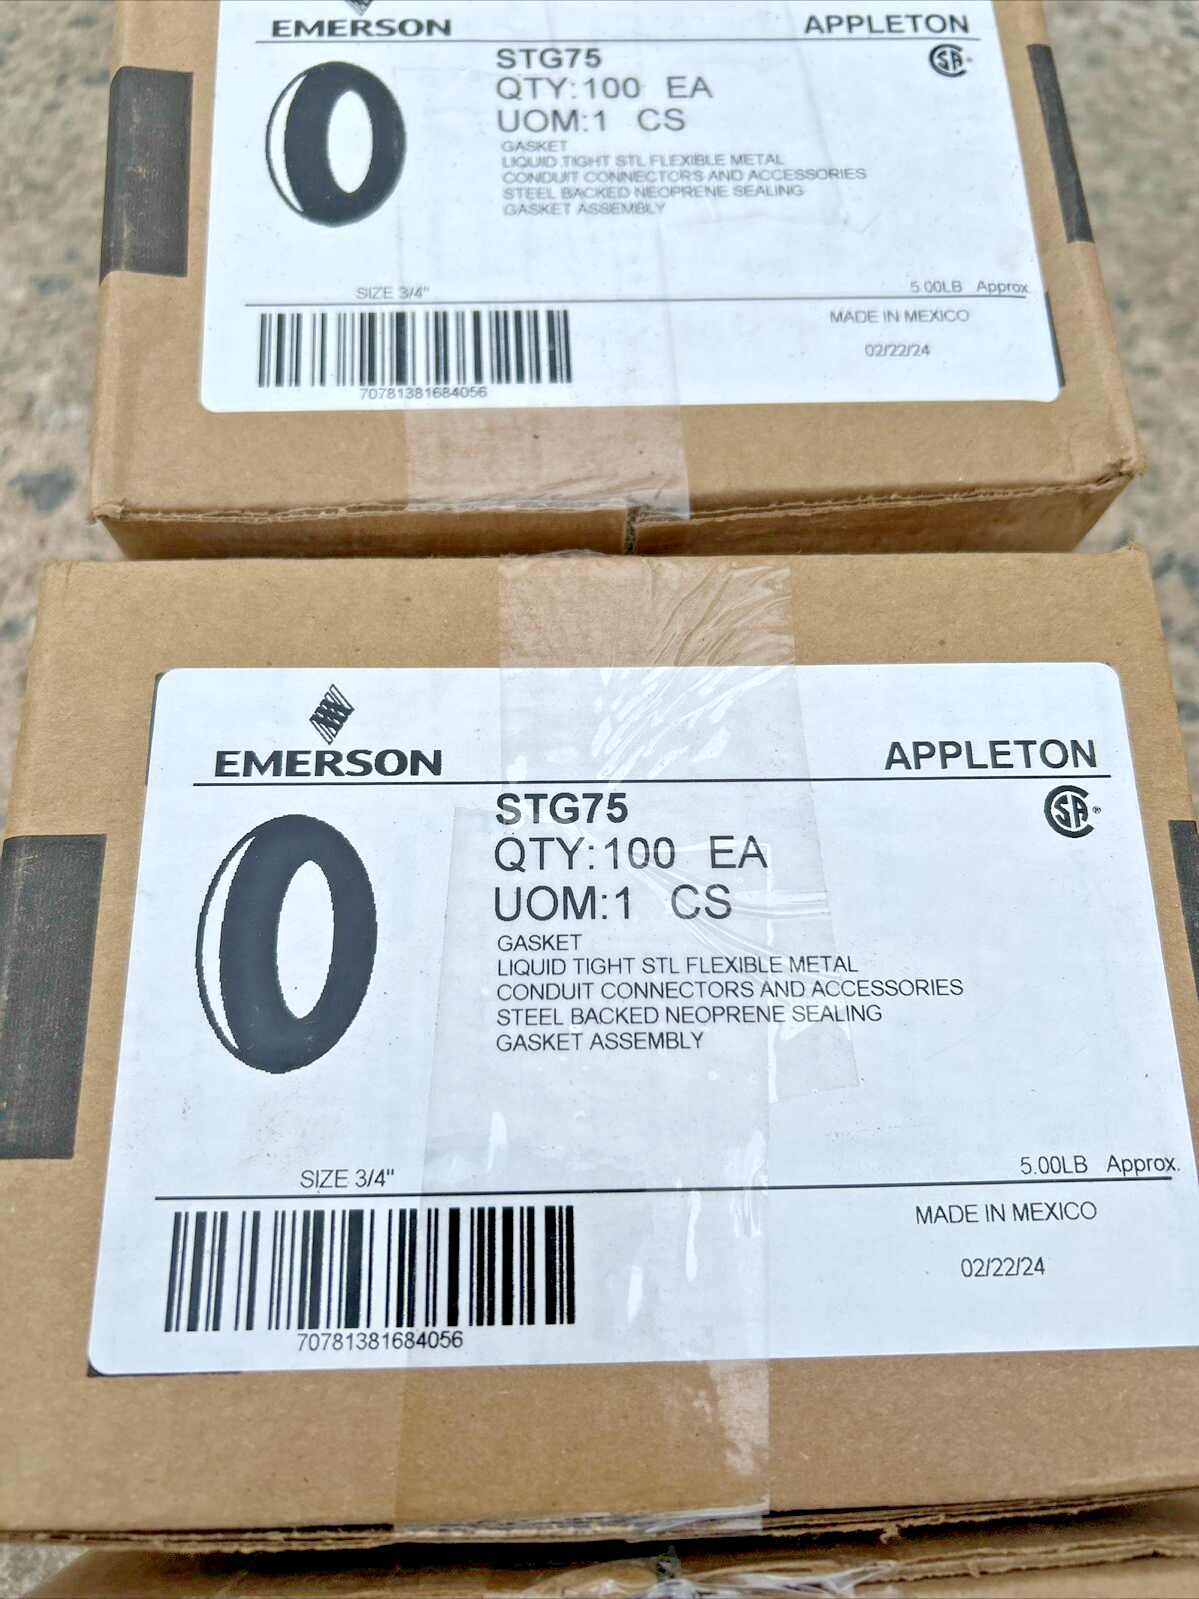 EMERSON APPLETON
STG75
QTY:100 EA
UOM:1 CS
GASKET
LIQUID TIGHT STL FLEXIBLE METAL
CONDUIT CONNECTORS AND ACCESSORIES
STEEL BACKED NEOPRENE SEALING
GASKET ASSEMBLY
SIZE 3/4" 5.00LB Approx.
MADE IN MEXICO
02/22/24
70781381684056
EMERSON APPLETON
STG75
SA ®
QTY:100 EA
UOM:1 CS
GASKET
LIQUID TIGHT STL FLEXIBLE METAL
CONDUIT CONNECTORS AND ACCESSORIES
STEEL BACKED NEOPRENE SEALING
GASKET ASSEMBLY
SIZE 3/4" 5.00LB Approx.
MADE IN MEXICO
02/22/24
70781381684056